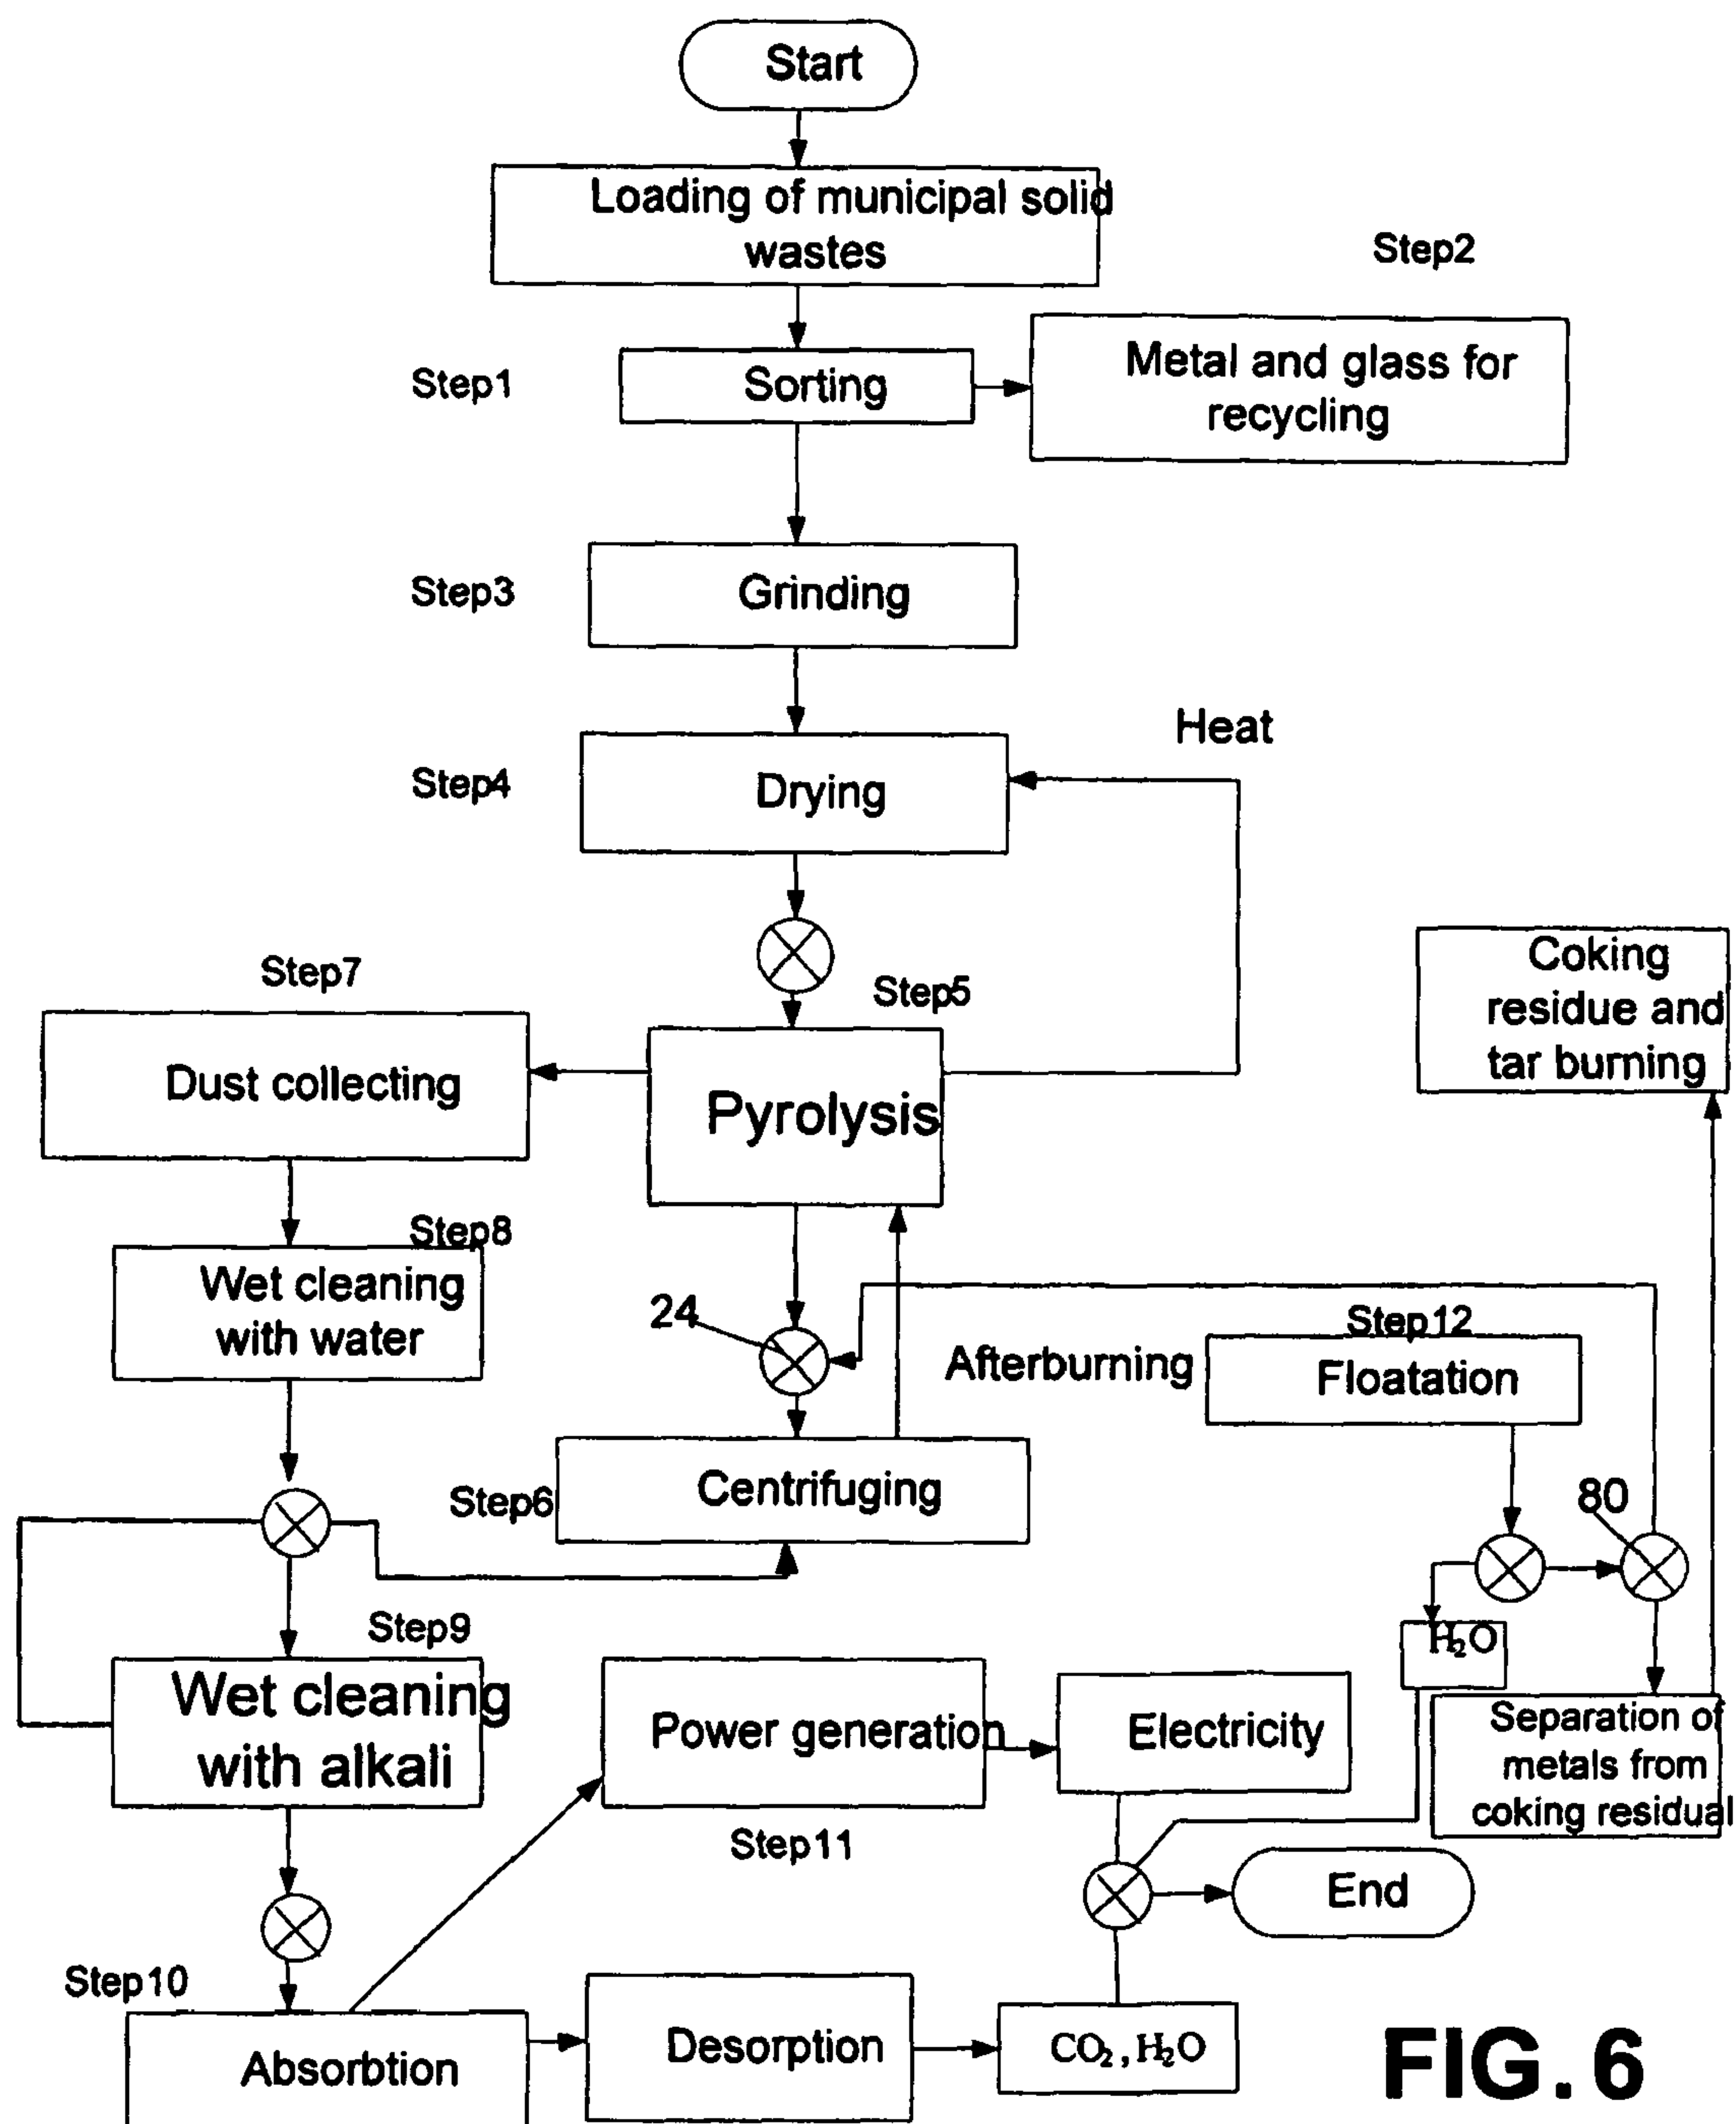 Start
Loading of municipal solid
wastes
Step2
Step1
Sorting
Metal and glass for
recycling
Step3
Grinding
Heat
Step4
Drying
Step7
Step5
Coking
residue and
tar burning
Dust collecting
Pyrolysis
Step8
Wet cleaning
with water
24
Step12
Afterburning
Floatation
Step6
Centrifuging
80
Step9
H₂O
Wet cleaning
with alkali
Power generation
Electricity
Separation of
metals from
coking residual
Step11
End
Step10
Absorbtion
Desorption
CO₂, H₂O
FIG. 6